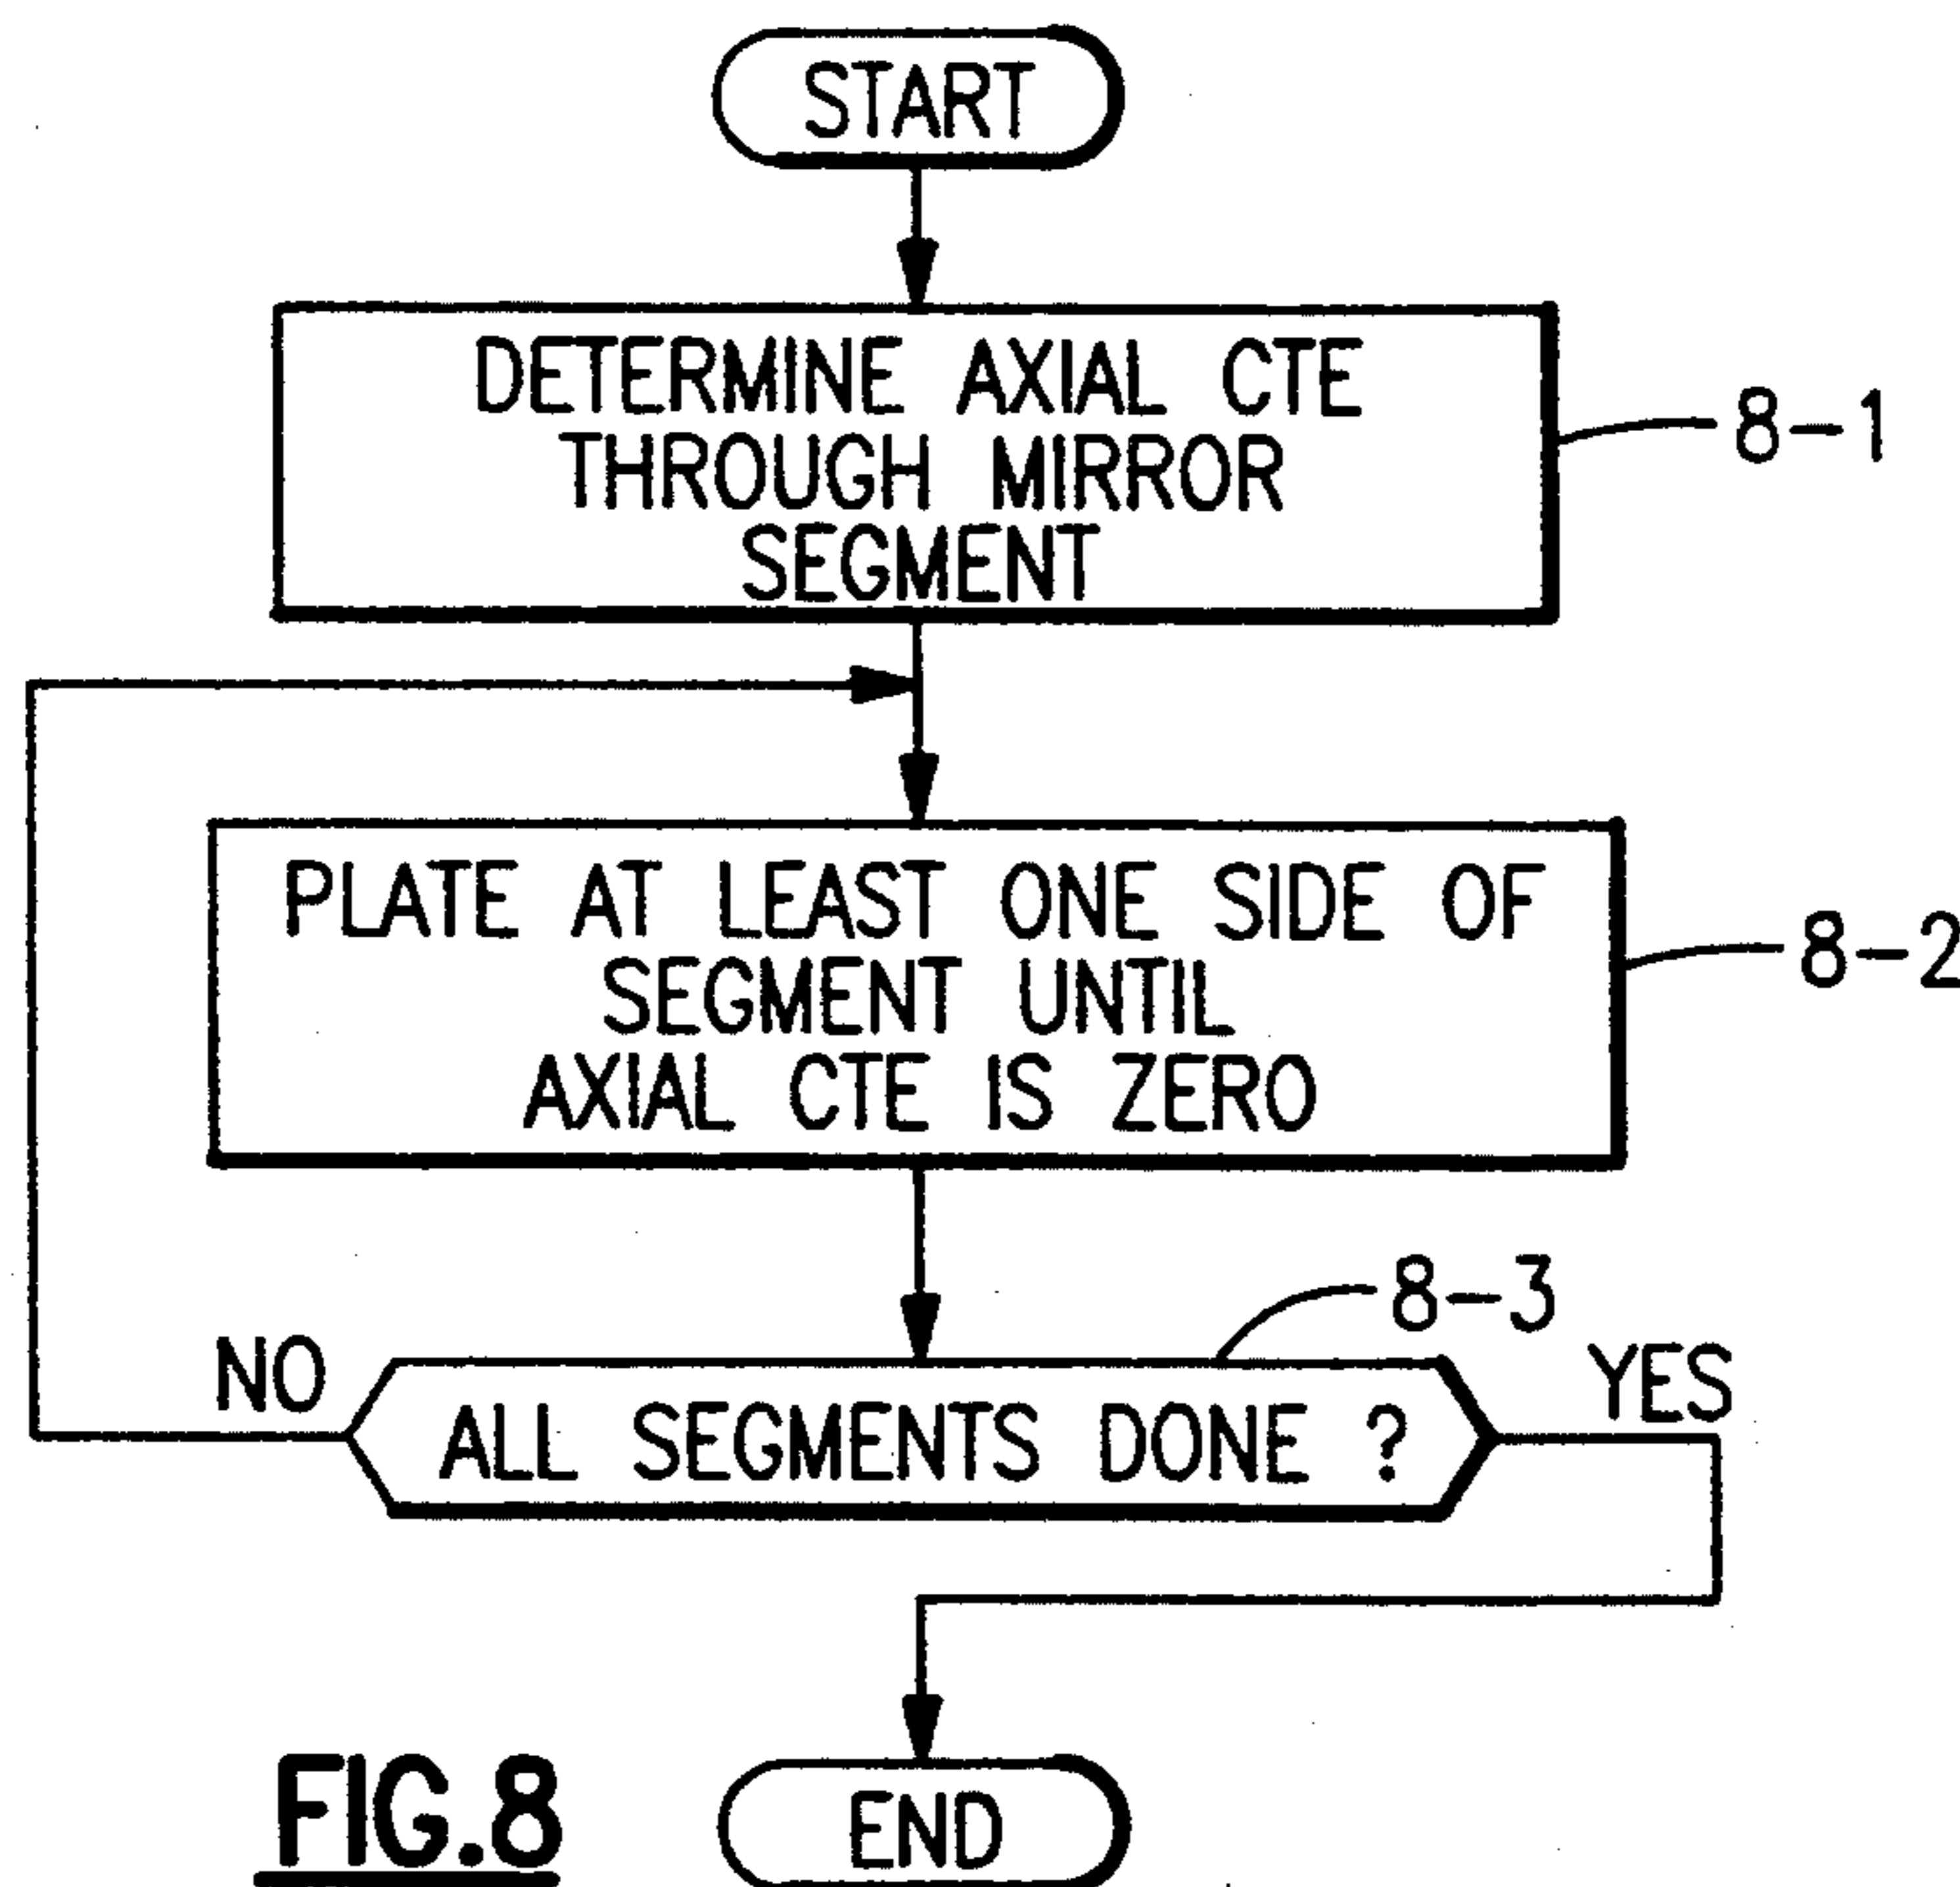 START
DETERMINE AXIAL CTE
THROUGH MIRROR
SEGMENT
8-1
PLATE AT LEAST ONE SIDE OF
SEGMENT UNTIL
AXIAL CTE IS ZERO
8-2
8-3
NO
ALL SEGMENTS DONE ?
YES
END
FIG.8